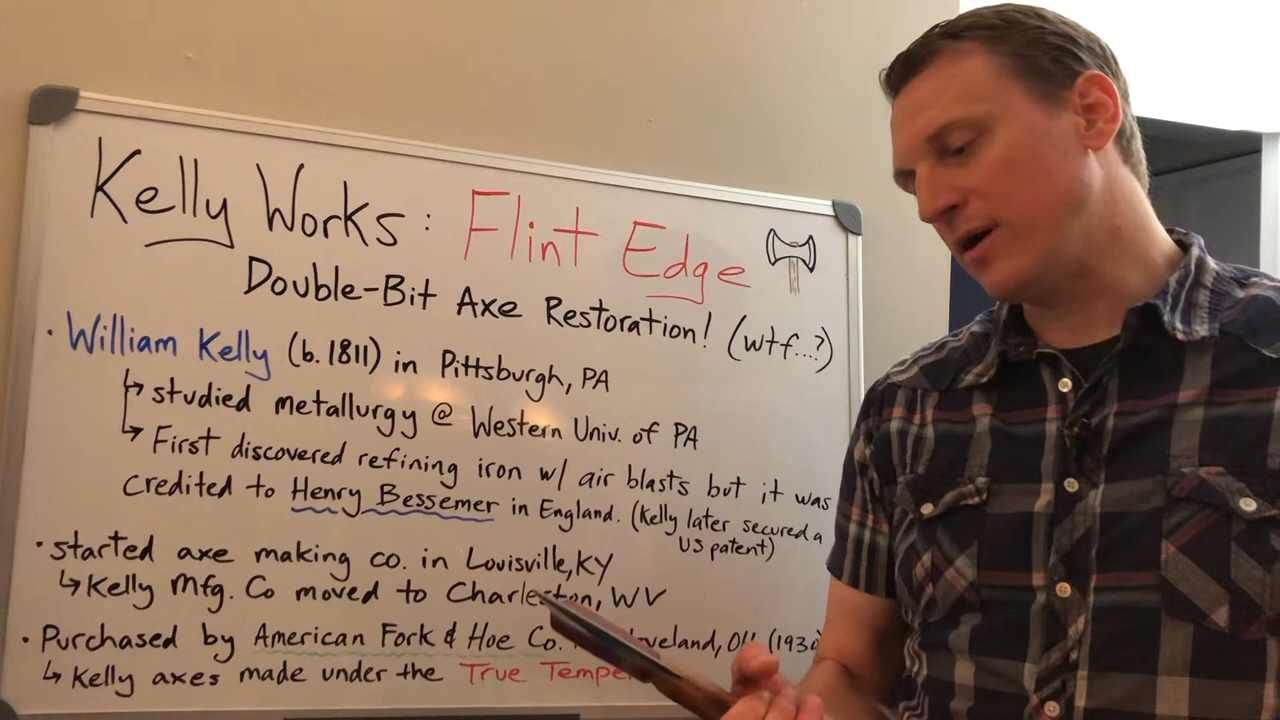 Kelly Works: Flint Edge
Double-Bit Axe Restoration! (wtf...?)
· William Kelly (b. 1811) in Pittsburgh, PA
↳ studied metallurgy @ Western Univ. of PA
↳ First discovered refining iron w/ air blasts but it was
credited to Henry Bessemer in England. (Kelly later secured a
US patent)
· started axe making co. in Louisville, KY
↳ Kelly Mfg. Co moved to Charleston, WV
· Purchased by American Fork & Hoe Co. OH (193
↳ Kelly axes made under the True